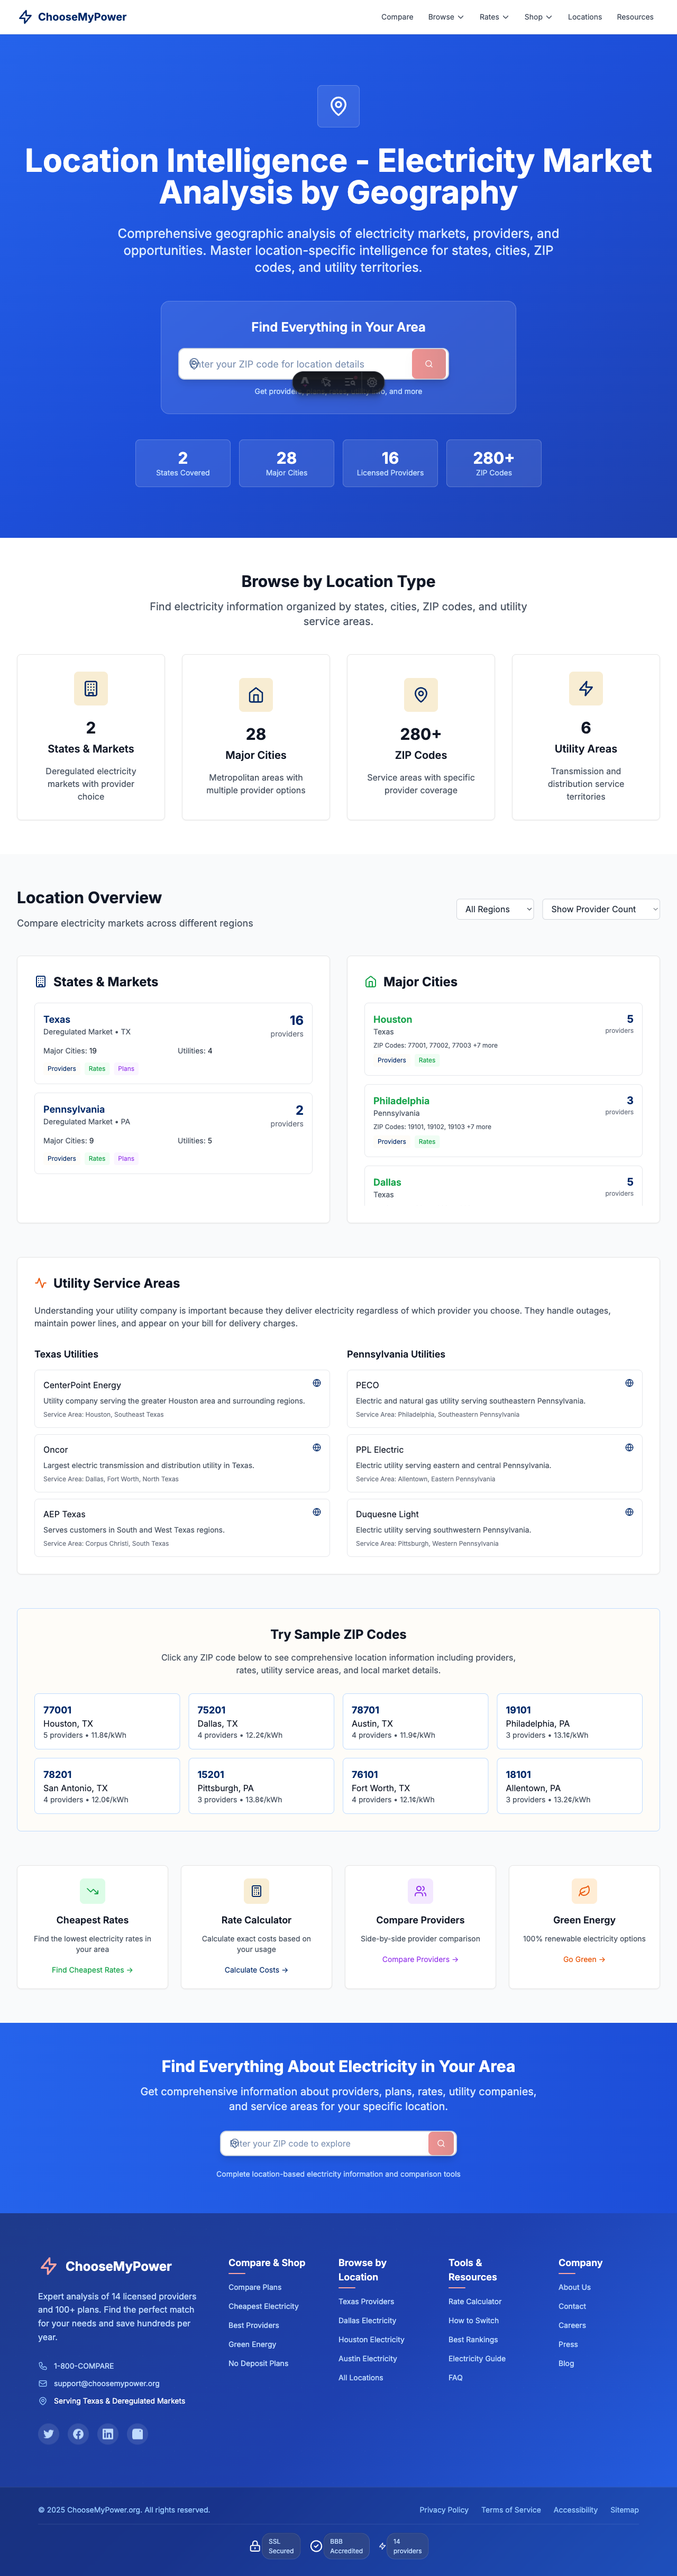 ChooseMyPower
Compare
Browse
Rates
Shop
Locations
Resources
Location Intelligence - Electricity Market
Analysis by Geography
Comprehensive geographic analysis of electricity markets, providers, and
opportunities. Master location-specific intelligence for states, cities, ZIP
codes, and utility territories.
Find Everything in Your Area
Enter your ZIP code for location details
Get providers, and more
2
States Covered
28
Major Cities
16
Licensed Providers
280+
ZIP Codes
Browse by Location Type
Find electricity information organized by states, cities, ZIP codes, and utility
service areas.
2
States & Markets
Deregulated electricity
markets with provider
choice
28
Major Cities
Metropolitan areas with
multiple provider options
280+
ZIP Codes
Service areas with specific
provider coverage
6
Utility Areas
Transmission and
distribution service
territories
Location Overview
Compare electricity markets across different regions
All Regions
Show Provider Count
States & Markets
Texas
Deregulated Market • TX
16
providers
Major Cities: 19
Utilities: 4
Providers
Rates
Plans
Pennsylvania
Deregulated Market • PA
2
providers
Major Cities: 9
Utilities: 5
Providers
Rates
Plans
Major Cities
Houston
Texas
5
providers
ZIP Codes: 77001, 77002, 77003 +7 more
Providers
Rates
Philadelphia
Pennsylvania
3
providers
ZIP Codes: 19101, 19102, 19103 +7 more
Providers
Rates
Dallas
Texas
5
providers
Utility Service Areas
Understanding your utility company is important because they deliver electricity regardless of which provider you choose. They handle outages,
maintain power lines, and appear on your bill for delivery charges.
Texas Utilities
CenterPoint Energy
Utility company serving the greater Houston area and surrounding regions.
Service Area: Houston, Southeast Texas
Oncor
Largest electric transmission and distribution utility in Texas.
Service Area: Dallas, Fort Worth, North Texas
AEP Texas
Serves customers in South and West Texas regions.
Service Area: Corpus Christi, South Texas
Pennsylvania Utilities
PECO
Electric and natural gas utility serving southeastern Pennsylvania.
Service Area: Philadelphia, Southeastern Pennsylvania
PPL Electric
Electric utility serving eastern and central Pennsylvania.
Service Area: Allentown, Eastern Pennsylvania
Duquesne Light
Electric utility serving southwestern Pennsylvania.
Service Area: Pittsburgh, Western Pennsylvania
Try Sample ZIP Codes
Click any ZIP code below to see comprehensive location information including providers,
rates, utility service areas, and local market details.
77001
Houston, TX
5 providers • 11.8¢/kWh
75201
Dallas, TX
4 providers • 12.2¢/kWh
78701
Austin, TX
4 providers • 11.9¢/kWh
19101
Philadelphia, PA
3 providers • 13.1¢/kWh
78201
San Antonio, TX
4 providers • 12.0¢/kWh
15201
Pittsburgh, PA
3 providers • 13.8¢/kWh
76101
Fort Worth, TX
4 providers • 12.1¢/kWh
18101
Allentown, PA
3 providers • 13.2¢/kWh
Cheapest Rates
Find the lowest electricity rates in
your area
Find Cheapest Rates →
Rate Calculator
Calculate exact costs based on
your usage
Calculate Costs →
Compare Providers
Side-by-side provider comparison
Compare Providers →
Green Energy
100% renewable electricity options
Go Green →
Find Everything About Electricity in Your Area
Get comprehensive information about providers, plans, rates, utility companies,
and service areas for your specific location.
Enter your ZIP code to explore
Complete location-based electricity information and comparison tools
ChooseMyPower
Expert analysis of 14 licensed providers
and 100+ plans. Find the perfect match
for your needs and save hundreds per
year.
1-800-COMPARE
support@choosemypower.org
Serving Texas & Deregulated Markets
Compare & Shop
Compare Plans
Cheapest Electricity
Best Providers
Green Energy
No Deposit Plans
Browse by
Location
Texas Providers
Dallas Electricity
Houston Electricity
Austin Electricity
All Locations
Tools &
Resources
Rate Calculator
How to Switch
Best Rankings
Electricity Guide
FAQ
Company
About Us
Contact
Careers
Press
Blog
© 2025 ChooseMyPower.org. All rights reserved.
Privacy Policy
Terms of Service
Accessibility
Sitemap
SSL
Secured
BBB
Accredited
14
providers